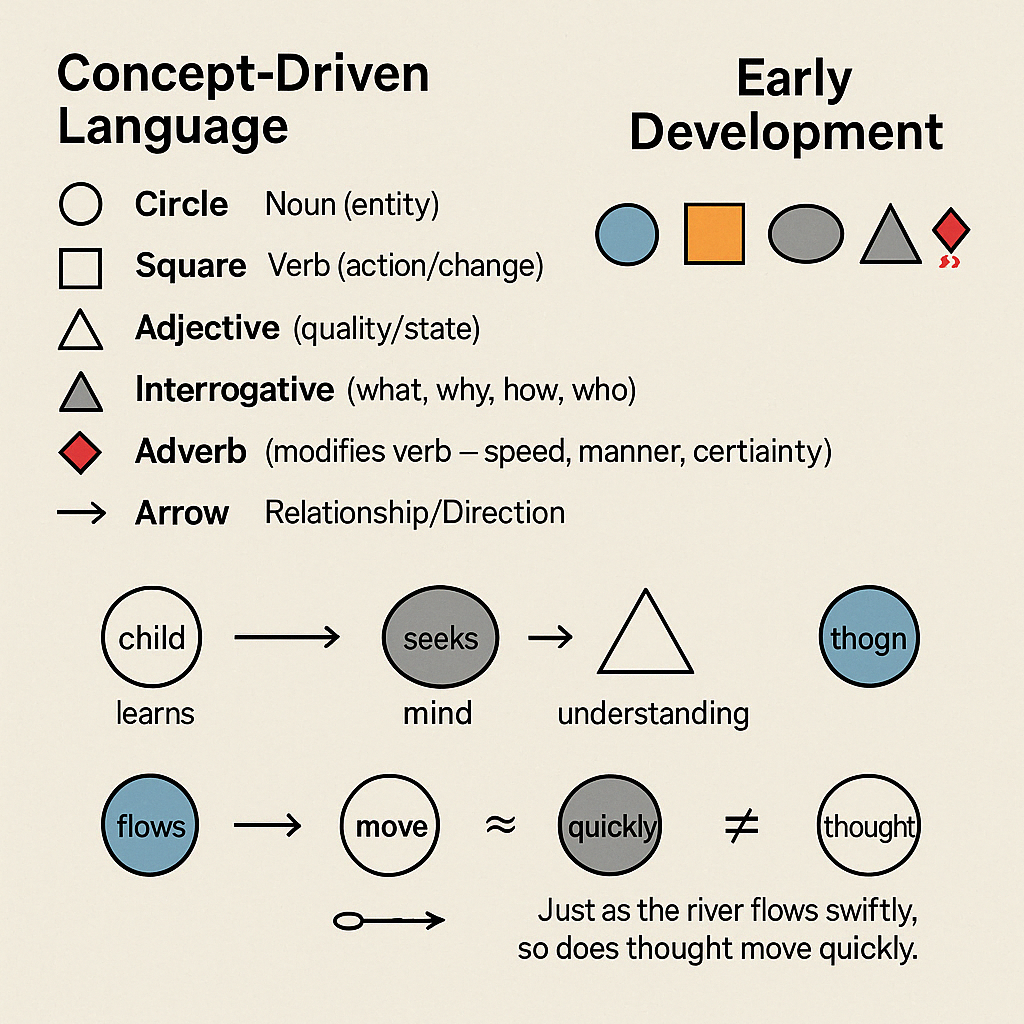 Concept-Driven
Language
Early
Development
Circle Noun (entity)
Square Verb (action/change)
Adjective (quality/state)
Interrogative (what, why, how, who)
Adverb (modifies verb – speed, manner, certiainty)
Arrow Relationship/Direction
child → seeks → thogn
learns mind understanding
flows → move ≈ quickly ≠ thought
Just as the river flows swiftly,
so does thought move quickly.